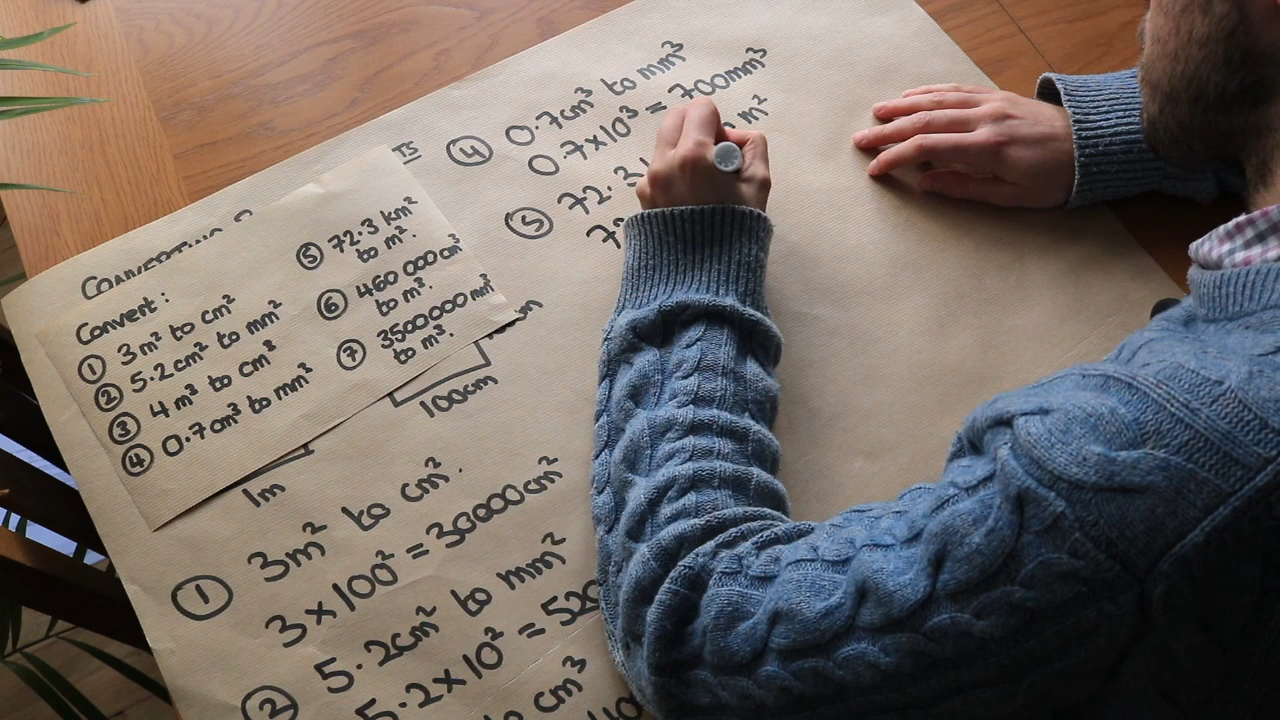 Convert:
① 3m² to cm²
② 5.2cm² to mm²
③ 4m³ to cm³
④ 0.7cm³ to mm³
⑤ 72.3 km²
to m².
⑥ 460 000 cm³
to m³.
⑦ 3500000 mm³
to m³.
100cm
1m
① 3m² to cm².
3 × 100² = 30000cm²
② 5.2cm² to mm²
5.2 × 10² = 520
cm³
④ 0.7cm³ to mm³
0.7 × 10³ = 700mm³
⑤ 72.3
m²